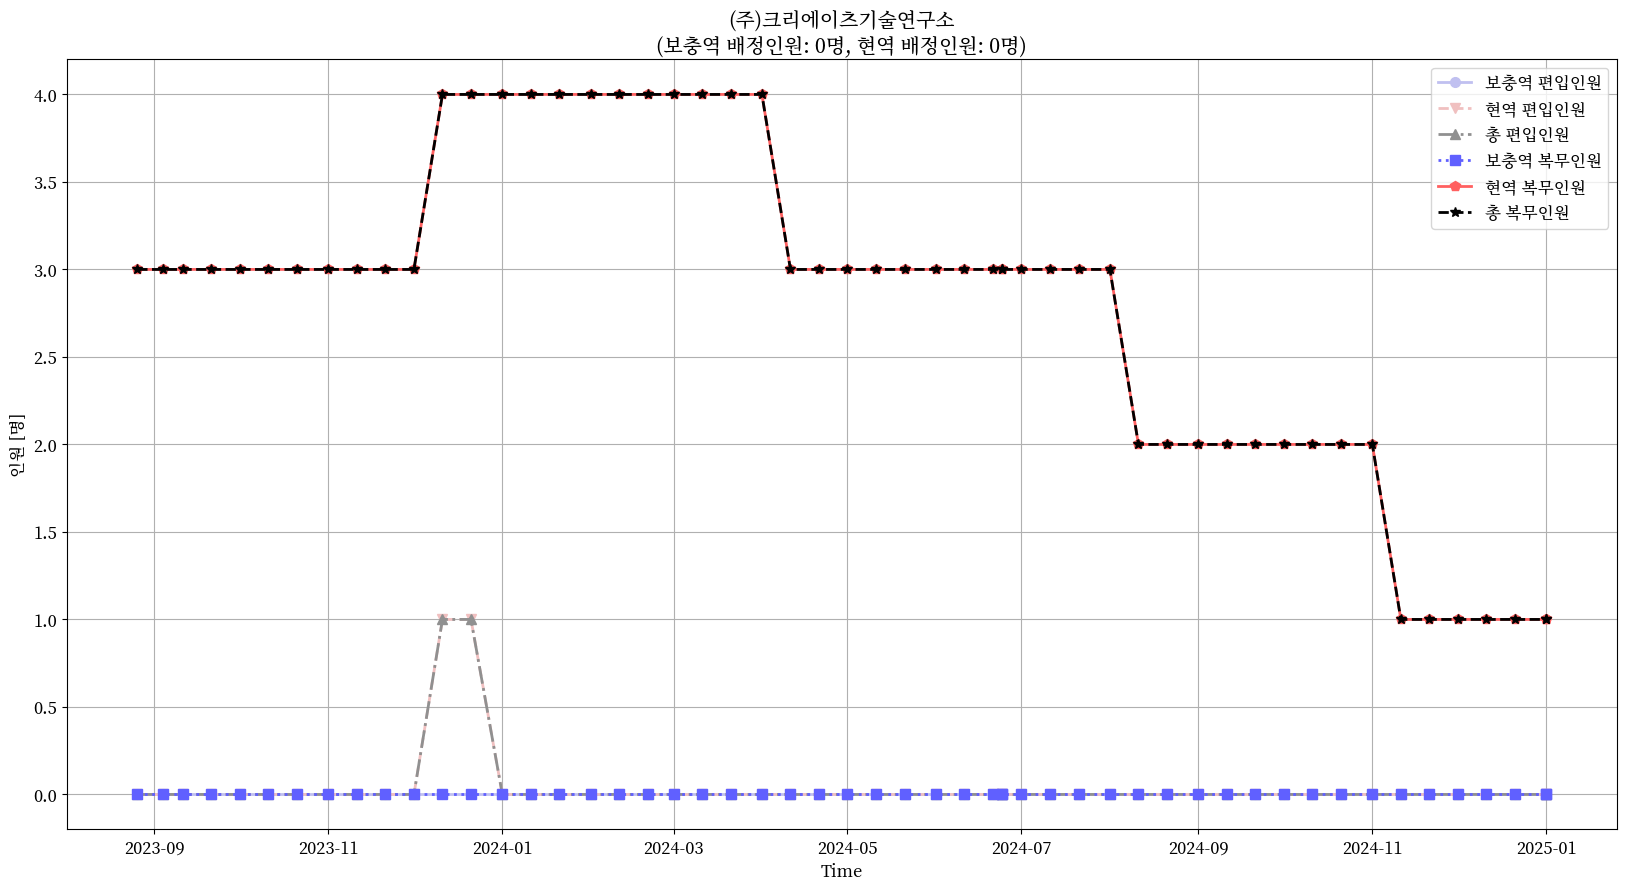 (주)크리에이츠기술연구소
(보충역 배정인원: 0명, 현역 배정인원: 0명)
보충역 편입인원
현역 편입인원
총 편입인원
보충역 복무인원
현역 복무인원
총 복무인원
4.0
3.5
3.0
2.5
2.0
1.5
1.0
0.5
0.0
인원 [명]
2023-09 2023-11 2024-01 2024-03 2024-05 2024-07 2024-09 2024-11 2025-01
Time